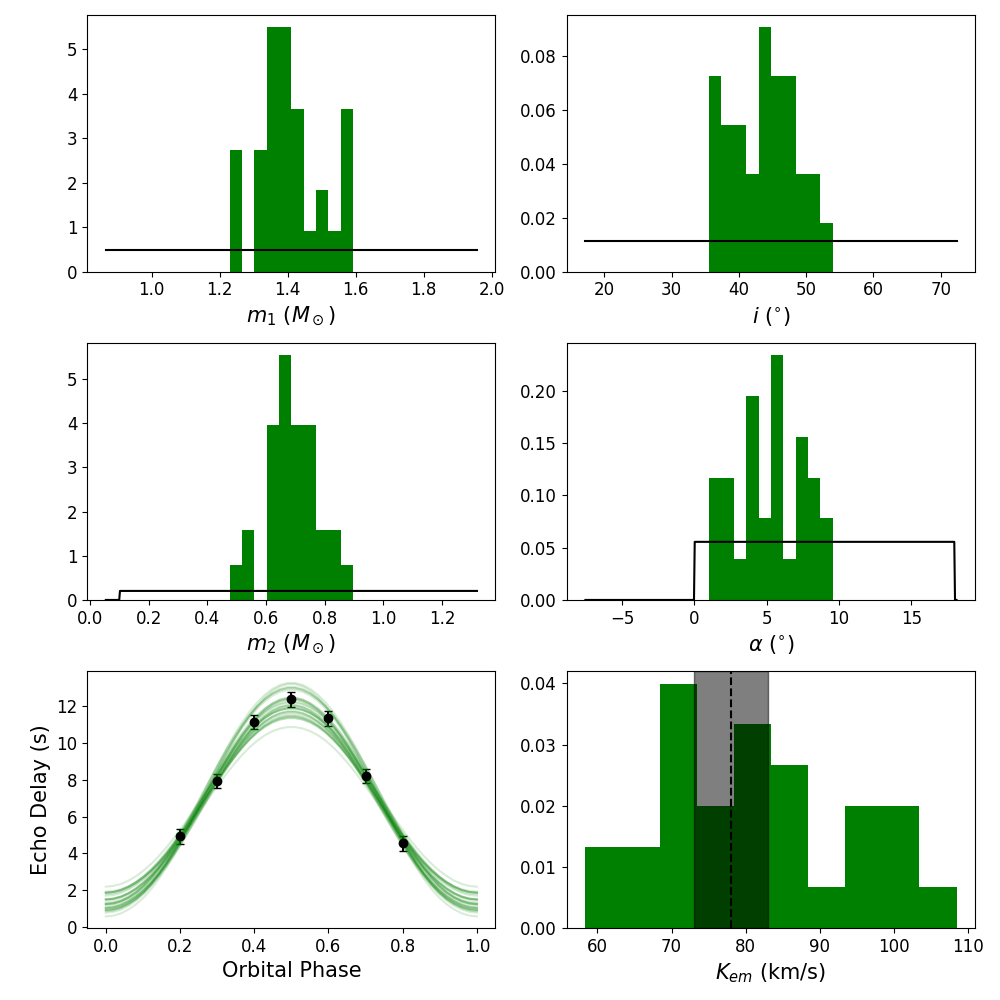 5
4
3
2
1
0
1.0 1.2 1.4 1.6 1.8 2.0
m₁ (M⊙)
0.08
0.06
0.04
0.02
0.00
20 30 40 50 60 70
i (°)
5
4
3
2
1
0
0.0 0.2 0.4 0.6 0.8 1.0 1.2
m₂ (M⊙)
0.20
0.15
0.10
0.05
0.00
−5 0 5 10 15
α (°)
Echo Delay (s)
12
10
8
6
4
2
0
0.0 0.2 0.4 0.6 0.8 1.0
Orbital Phase
0.04
0.03
0.02
0.01
0.00
60 70 80 90 100 110
Kₑₘ (km/s)